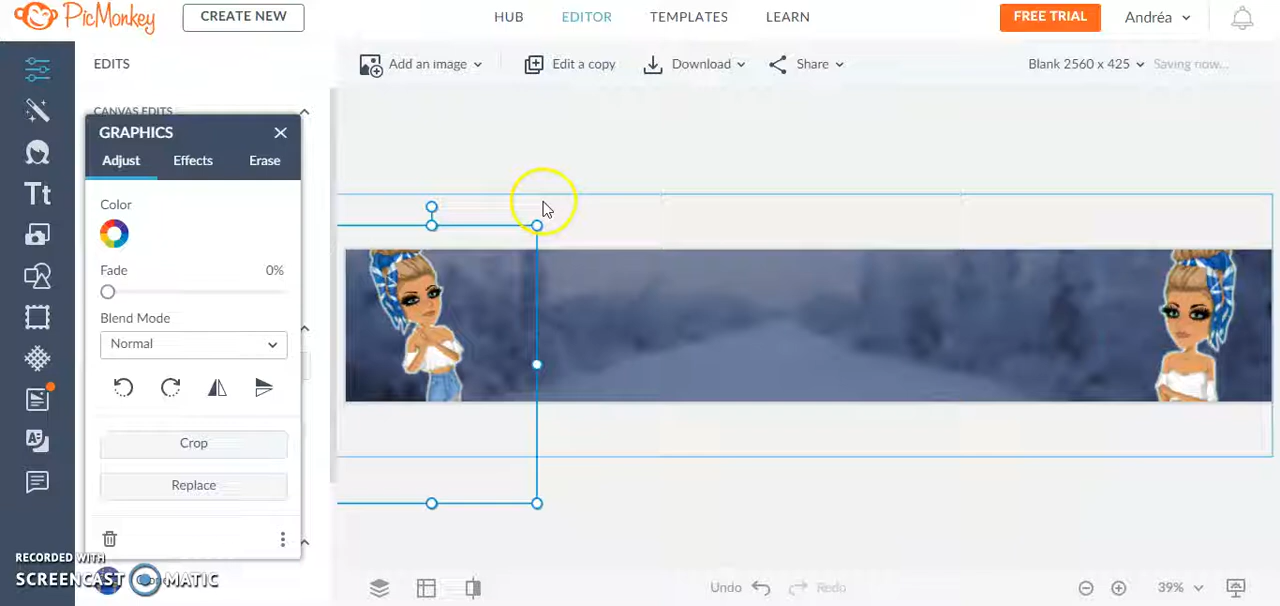 PicMonkey
CREATE NEW
HUB
EDITOR
TEMPLATES
LEARN
FREE TRIAL
Andréa
EDITS
Add an image
Edit a copy
Download
Share
Blank 2560 x 425
Saving now...
CANVAS EDITS
GRAPHICS
Adjust
Effects
Erase
Color
Fade
0%
Blend Mode
Normal
Crop
Replace
Tt
RECORDED WITH
SCREENCAST MATIC
Undo
Redo
39%